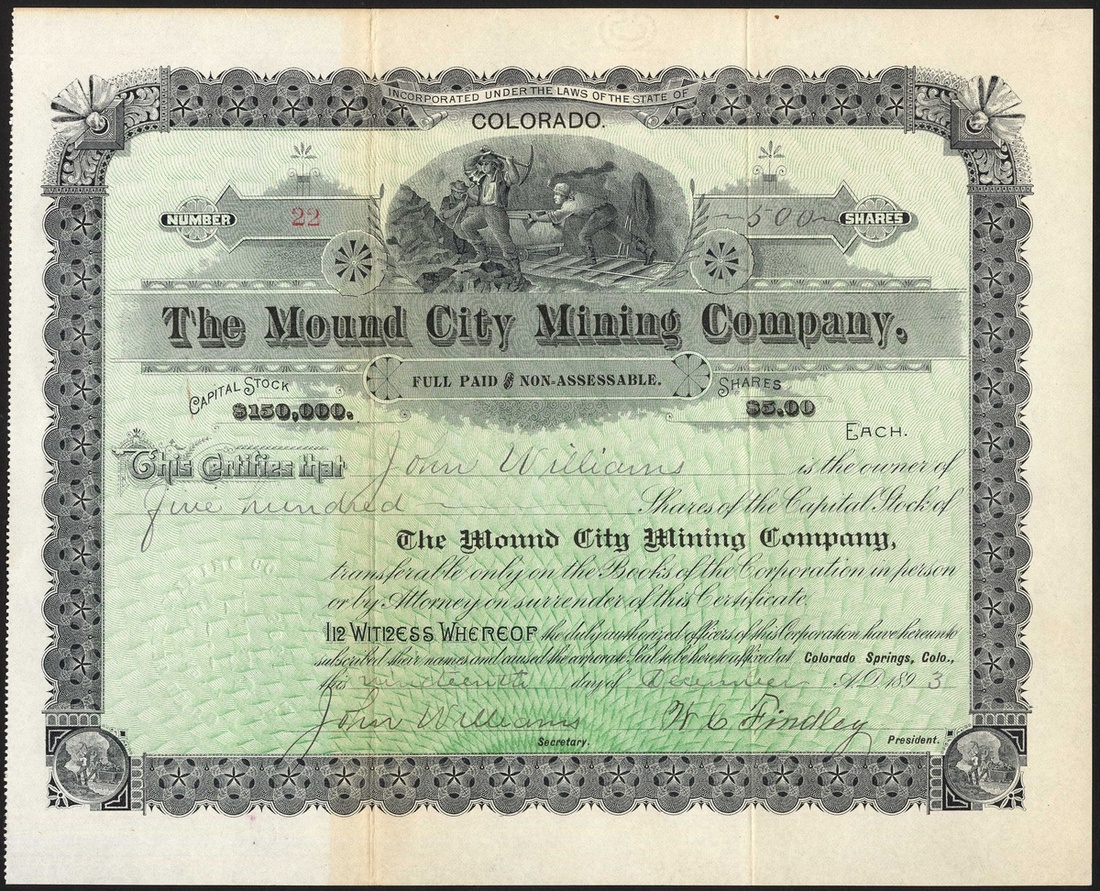 INCORPORATED UNDER THE LAWS OF THE STATE OF
COLORADO.
NUMBER 22 500 SHARES
The Mound City Mining Company.
FULL PAID AND NON-ASSESSABLE.
CAPITAL STOCK SHARES
$150,000. $5.00
EACH.
This Certifies that John Williams is the owner of
five hundred Shares of the Capital Stock of
The Mound City Mining Company,
transferable only on the Books of the Corporation in person
or by Attorney on surrender of this Certificate.
In Witness Whereof the duly authorized officers of this Corporation have hereunto
subscribed their names and caused the corporate Seal to be hereto affixed at Colorado Springs, Colo.,
this nineteenth day of December A.D. 1893
John Williams W C Findley
Secretary. President.